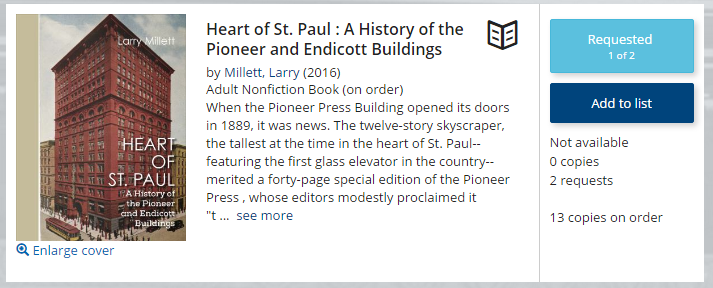 Larry Millett
HEART
OF
ST. PAUL
A History of
the Pioneer
and Endicott
Buildings
Enlarge cover
Heart of St. Paul : A History of the
Pioneer and Endicott Buildings
by Millett, Larry (2016)
Adult Nonfiction Book (on order)
When the Pioneer Press Building opened its doors
in 1889, it was news. The twelve-story skyscraper,
the tallest at the time in the heart of St. Paul--
featuring the first glass elevator in the country--
merited a forty-page special edition of the Pioneer
Press , whose editors modestly proclaimed it
"t ... see more
Requested
1 of 2
Add to list
Not available
0 copies
2 requests
13 copies on order